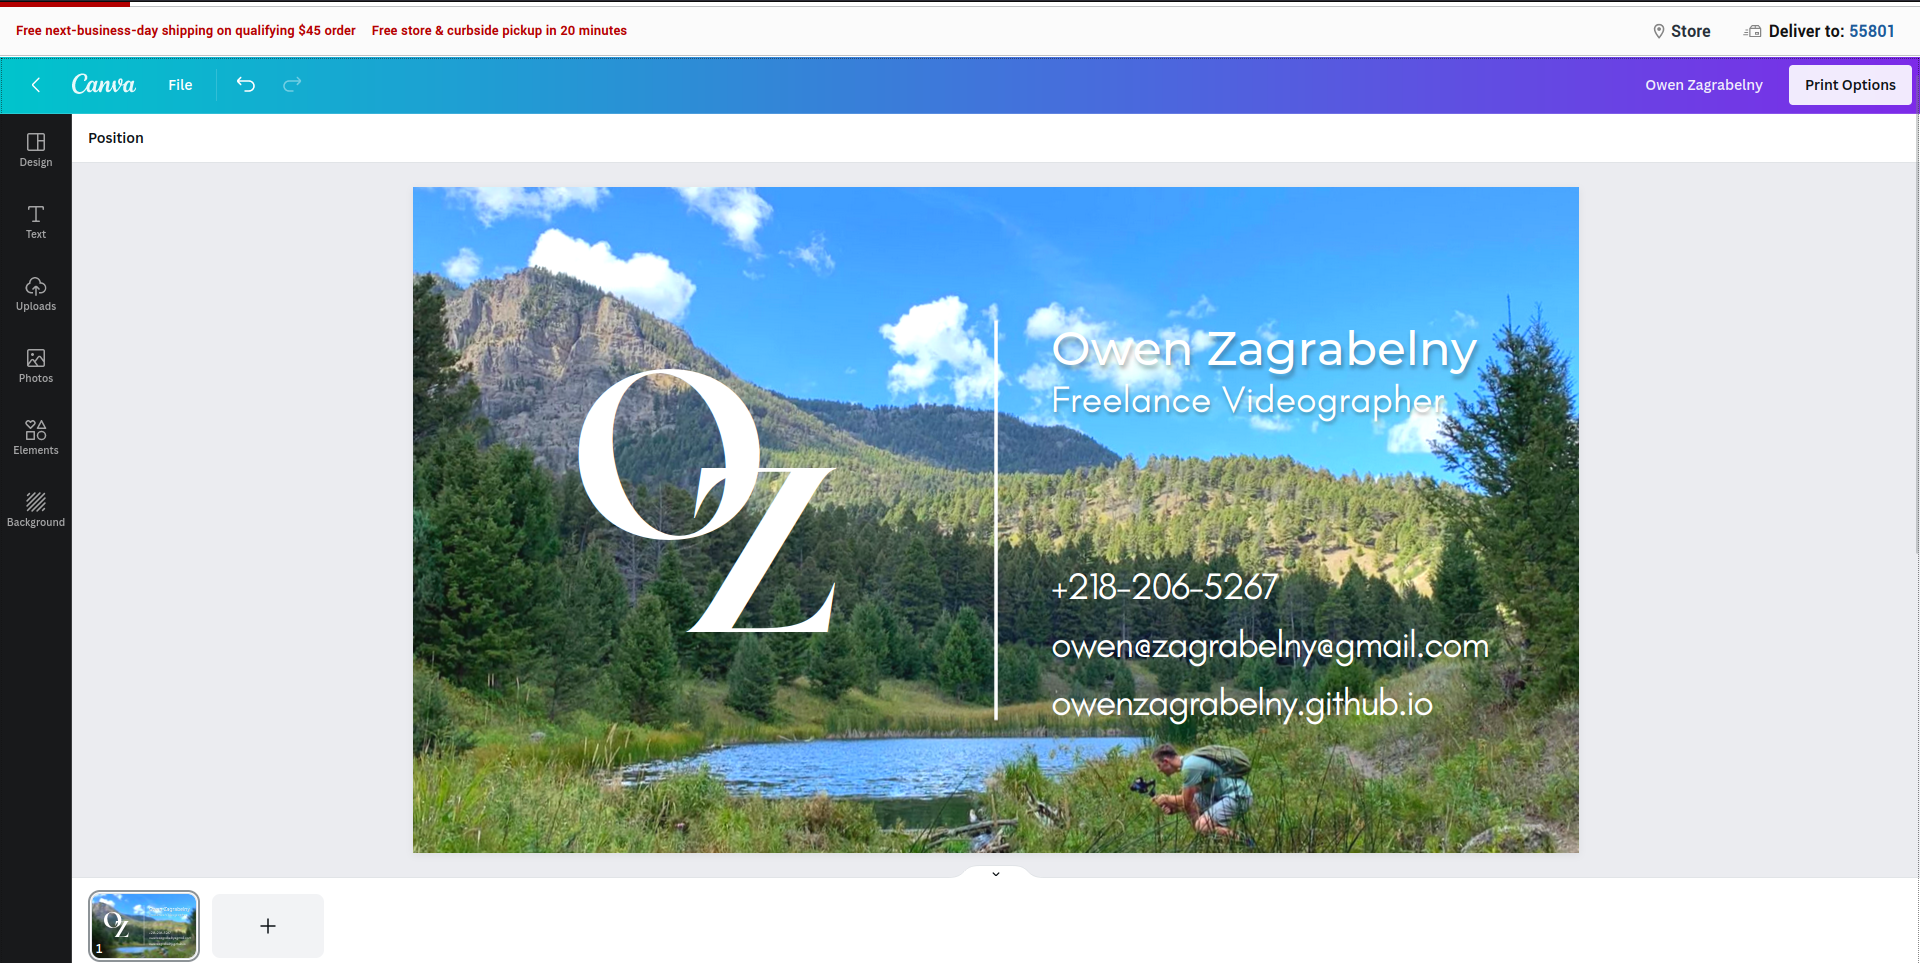 Free next-business-day shipping on qualifying $45 order Free store & curbside pickup in 20 minutes
Store
Deliver to: 55801
Canva
File
Owen Zagrabelny
Print Options
Position
Design
Text
Uploads
Photos
Elements
Background
OZ
Owen Zagrabelny
Freelance Videographer
+218-206-5267
owen@zagrabelny@gmail.com
owenzagrabelny.github.io
1